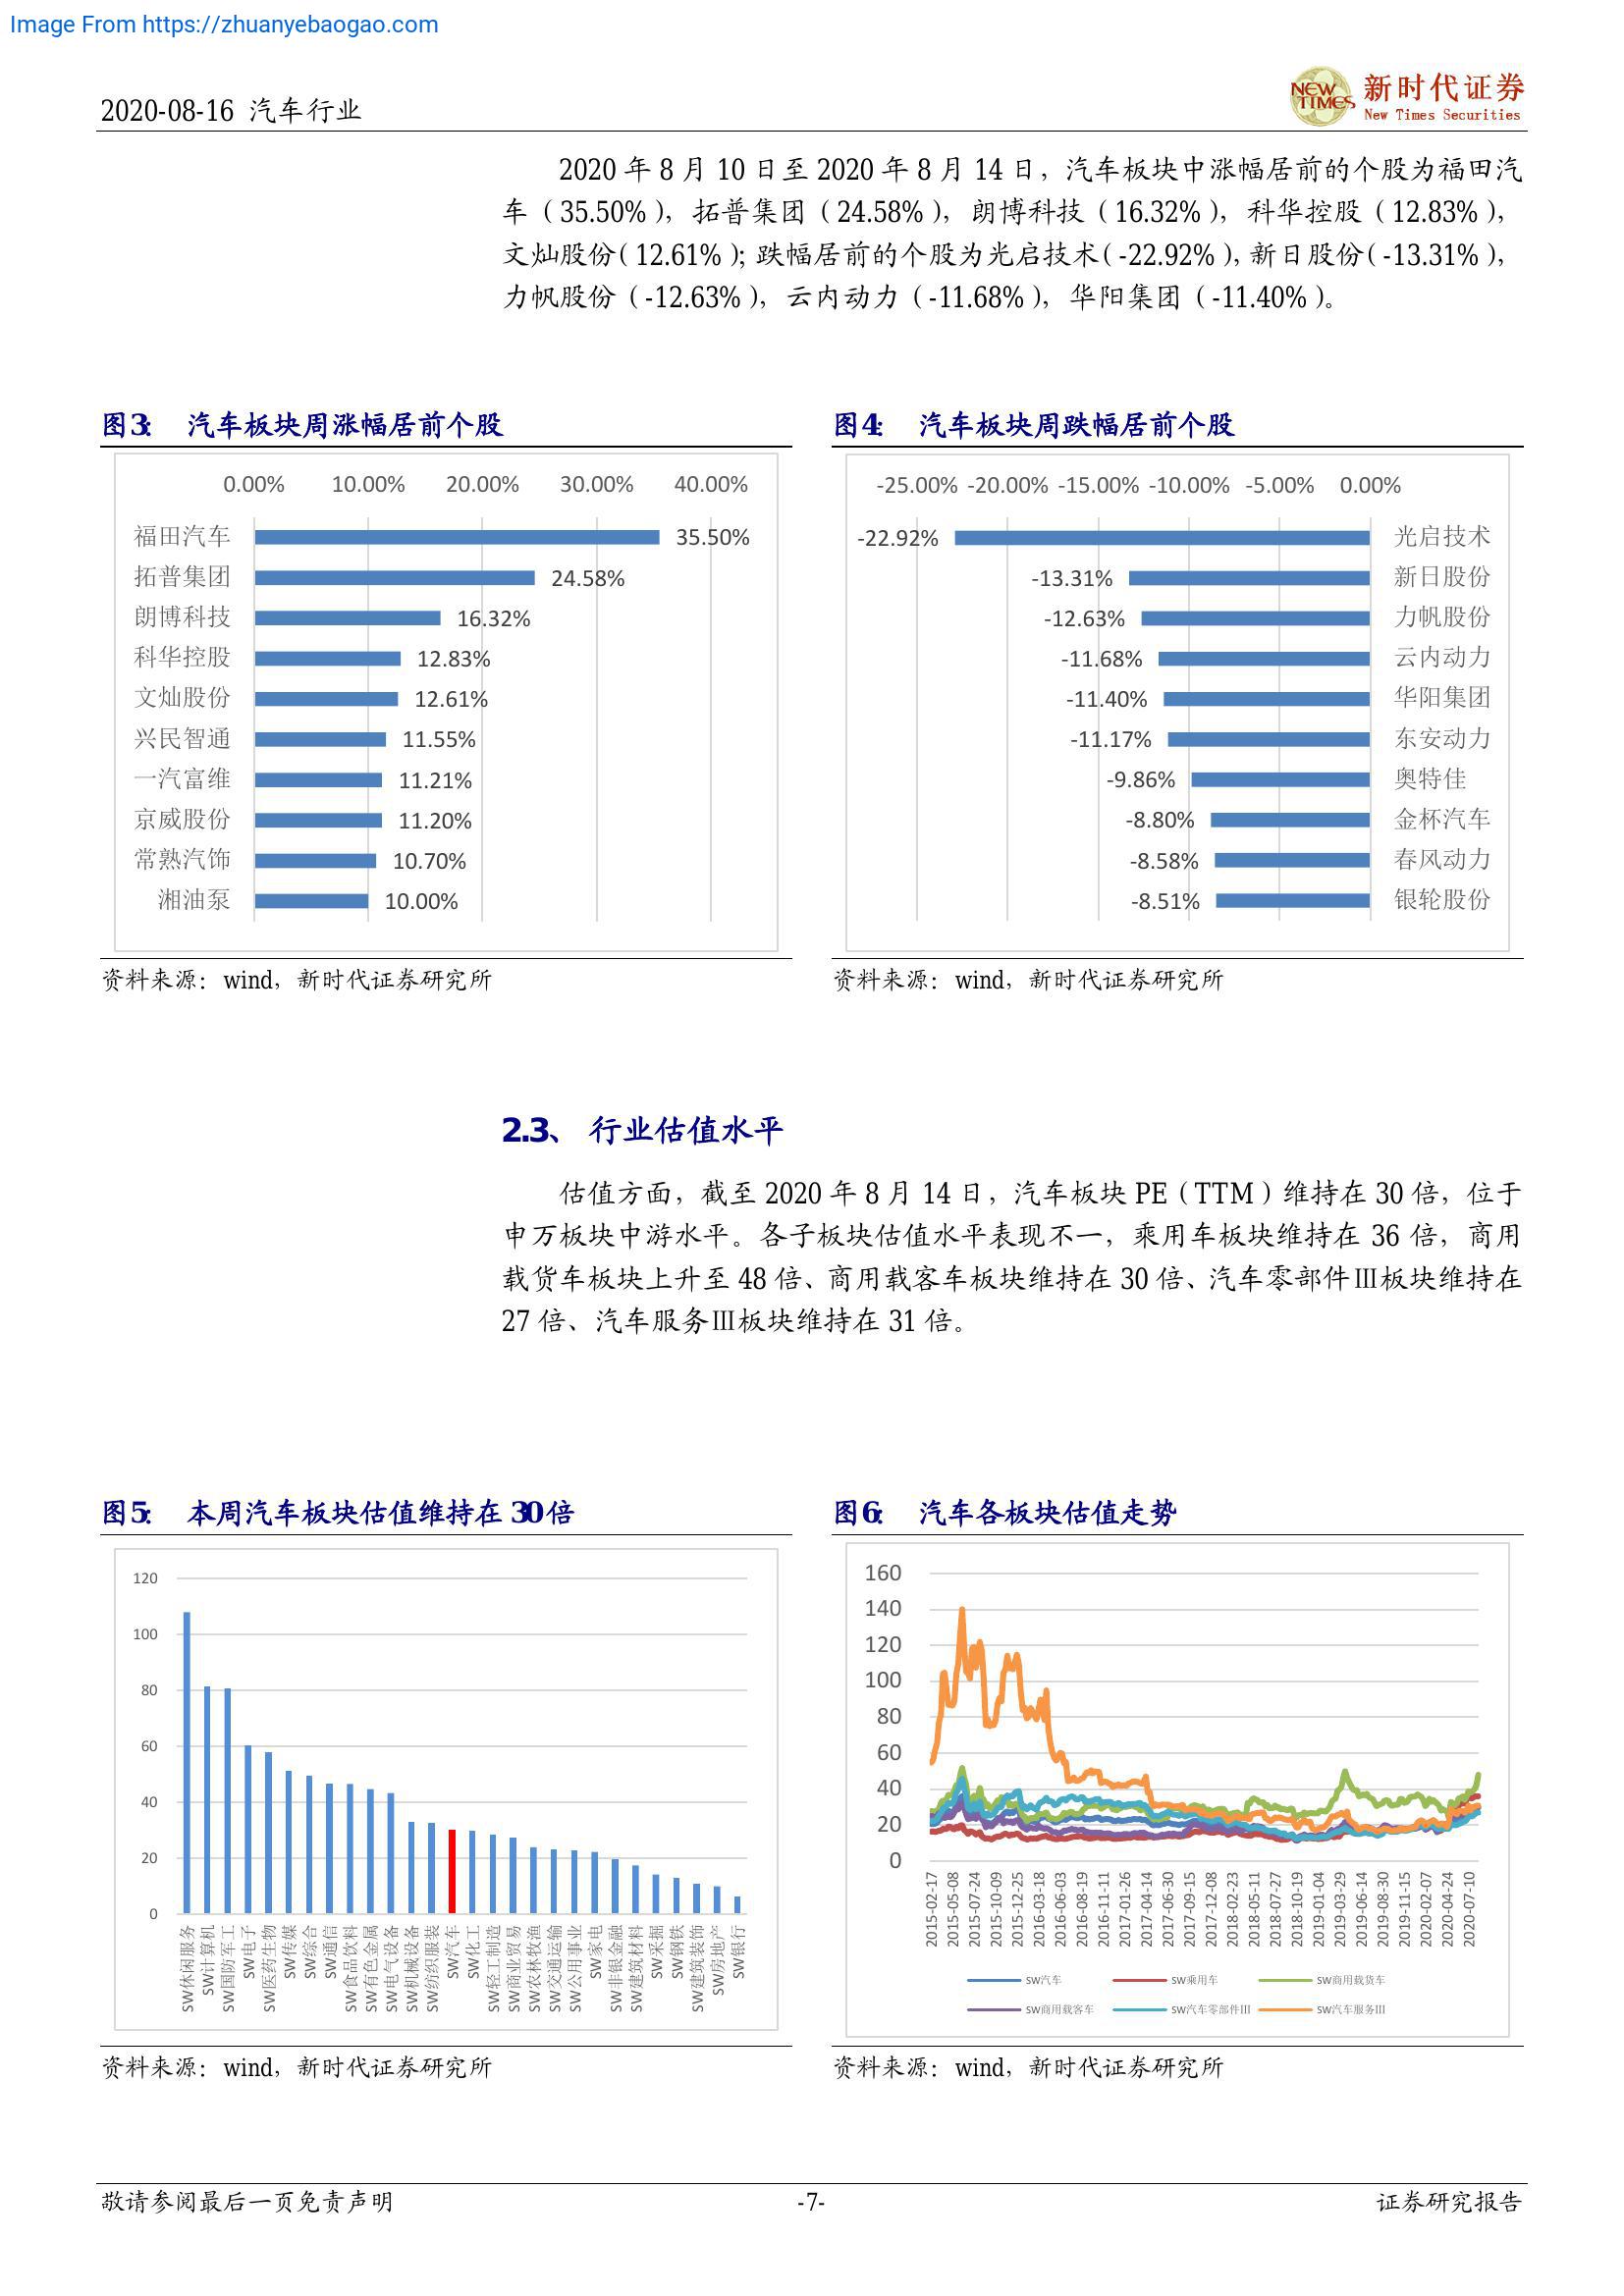 Image From https://zhuanyebaogao.com
2020-08-16 汽车行业
NEW TIMES
新时代证券
New Times Securities
2020 年 8 月 10 日至 2020 年 8 月 14 日，汽车板块中涨幅居前的个股为福田汽
车（35.50%），拓普集团（24.58%），朗博科技（16.32%），科华控股（12.83%），
文灿股份（12.61%）；跌幅居前的个股为光启技术（-22.92%），新日股份（-13.31%），
力帆股份（-12.63%），云内动力（-11.68%），华阳集团（-11.40%）。
图3： 汽车板块周涨幅居前个股
0.00% 10.00% 20.00% 30.00% 40.00%
福田汽车 35.50%
拓普集团 24.58%
朗博科技 16.32%
科华控股 12.83%
文灿股份 12.61%
兴民智通 11.55%
一汽富维 11.21%
京威股份 11.20%
常熟汽饰 10.70%
湘油泵 10.00%
资料来源：wind，新时代证券研究所
图4： 汽车板块周跌幅居前个股
-25.00% -20.00% -15.00% -10.00% -5.00% 0.00%
-22.92% 光启技术
-13.31% 新日股份
-12.63% 力帆股份
-11.68% 云内动力
-11.40% 华阳集团
-11.17% 东安动力
-9.86% 奥特佳
-8.80% 金杯汽车
-8.58% 春风动力
-8.51% 银轮股份
资料来源：wind，新时代证券研究所
2.3、 行业估值水平
估值方面，截至 2020 年 8 月 14 日，汽车板块 PE（TTM）维持在 30 倍，位于
申万板块中游水平。各子板块估值水平表现不一，乘用车板块维持在 36 倍，商用
载货车板块上升至 48 倍、商用载客车板块维持在 30 倍、汽车零部件Ⅲ板块维持在
27 倍、汽车服务Ⅲ板块维持在 31 倍。
图5： 本周汽车板块估值维持在 30 倍
120
100
80
60
40
20
0
SW休闲服务
SW计算机
SW国防军工
SW电子
SW医药生物
SW传媒
SW综合
SW通信
SW食品饮料
SW有色金属
SW电气设备
SW机械设备
SW纺织服装
SW汽车
SW化工
SW轻工制造
SW商业贸易
SW农林牧渔
SW交通运输
SW公用事业
SW家电
SW非银金融
SW建筑材料
SW采掘
SW钢铁
SW建筑装饰
SW房地产
SW银行
资料来源：wind，新时代证券研究所
图6： 汽车各板块估值走势
160
140
120
100
80
60
40
20
0
2015-02-17
2015-05-08
2015-07-24
2015-10-09
2015-12-25
2016-03-18
2016-06-03
2016-08-19
2016-11-11
2017-01-26
2017-04-14
2017-06-30
2017-09-15
2017-12-08
2018-02-23
2018-05-11
2018-07-27
2018-10-19
2019-01-04
2019-03-29
2019-06-14
2019-08-30
2019-11-15
2020-02-07
2020-04-24
2020-07-10
SW汽车 SW乘用车 SW商用载货车
SW商用载客车 SW汽车零部件III SW汽车服务III
资料来源：wind，新时代证券研究所
敬请参阅最后一页免责声明 -7- 证券研究报告